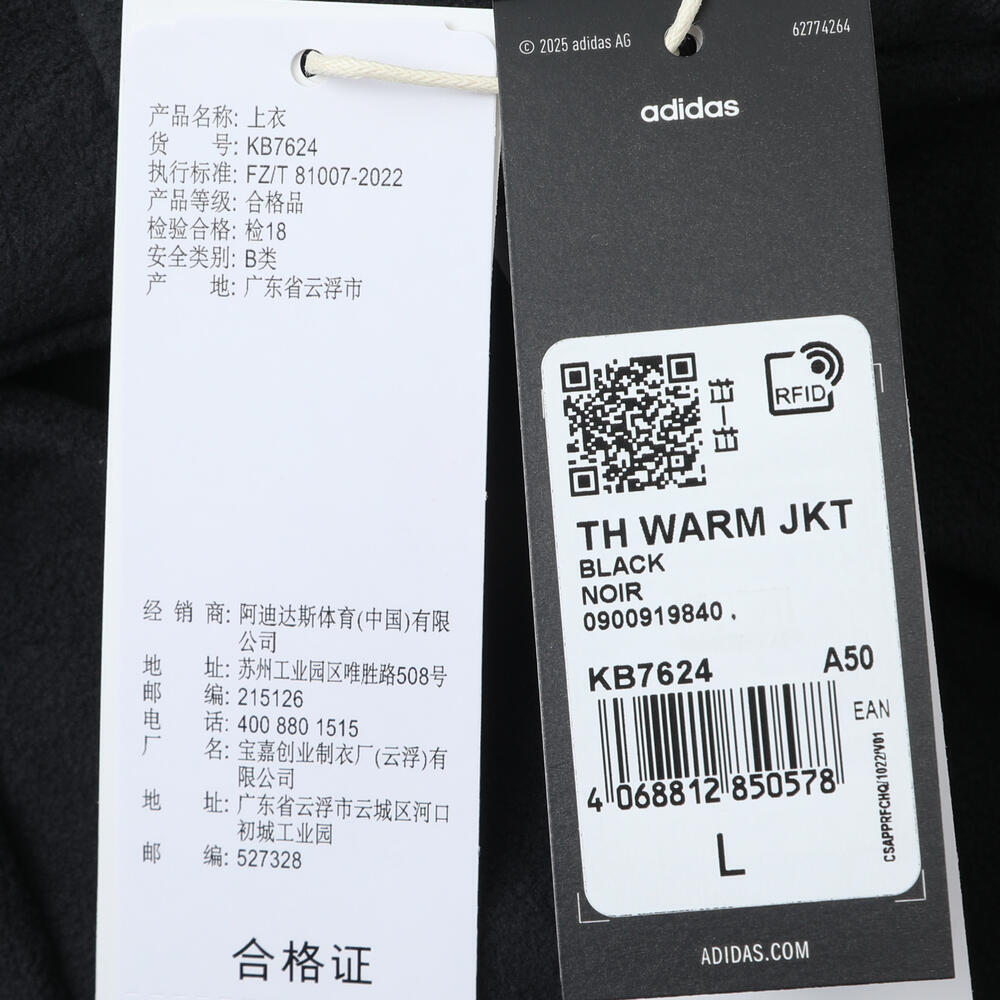 产品名称: 上衣
货 号: KB7624
执行标准: FZ/T 81007-2022
产品等级: 合格品
检验合格: 检18
安全类别: B类
产 地: 广东省云浮市
经 销 商: 阿迪达斯体育(中国)有限
公司
地 址: 苏州工业园区唯胜路508号
邮 编: 215126
电 话: 400 880 1515
厂 名: 宝嘉创业制衣厂(云浮)有
限公司
地 址: 广东省云浮市云城区河口
初城工业园
邮 编: 527328
合格证
© 2025 adidas AG
62774264
adidas
扫一扫
RFID
TH WARM JKT
BLACK
NOIR
0900919840 .
KB7624 A50
EAN
4 068812 850578
CSAPPRFCHQ/1022/V01
L
ADIDAS.COM